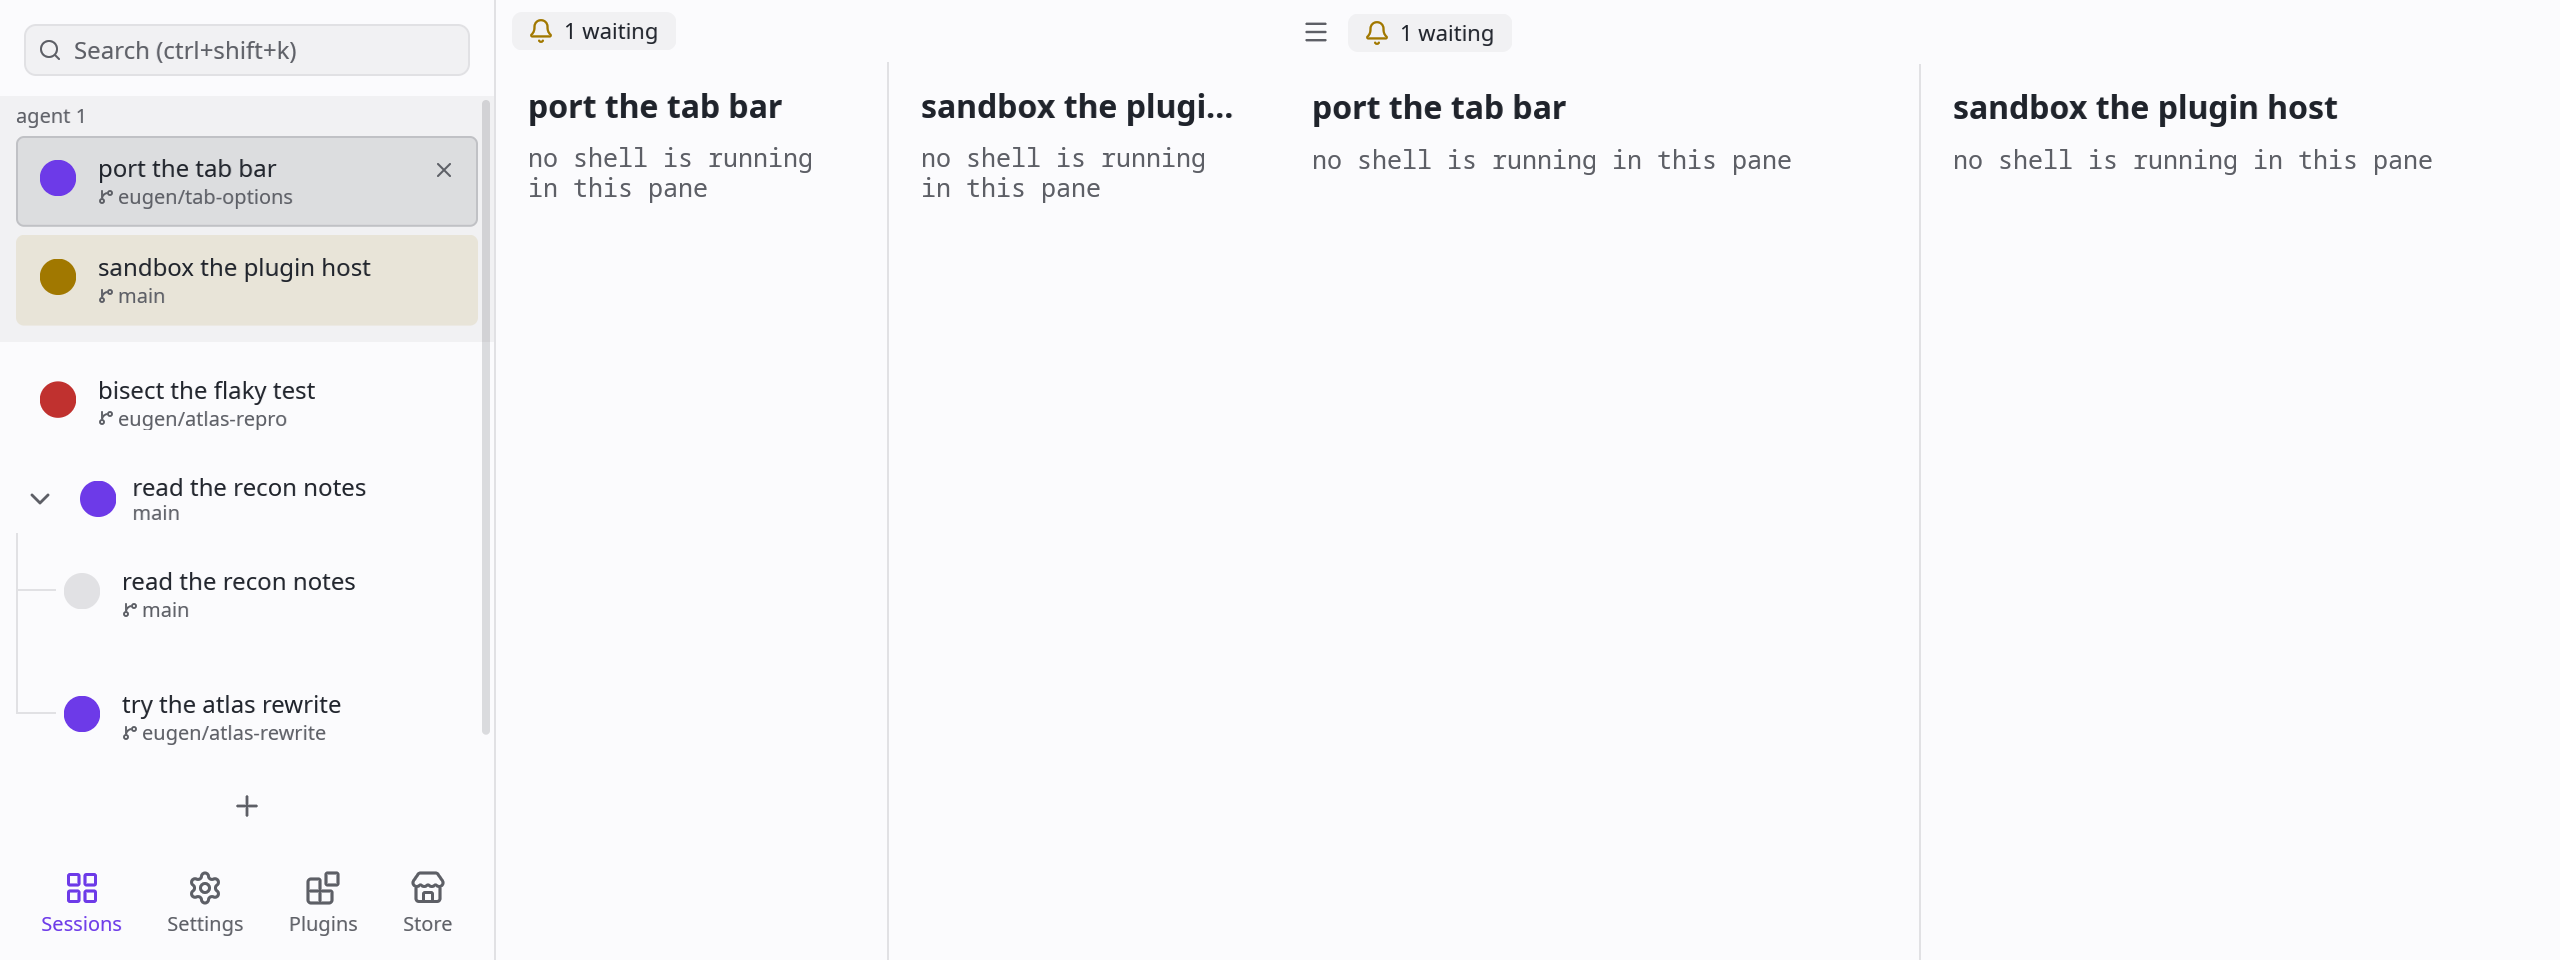 Search (ctrl+shift+k)
agent 1
port the tab bar
eugen/tab-options
sandbox the plugin host
main
bisect the flaky test
eugen/atlas-repro
read the recon notes
main
read the recon notes
main
try the atlas rewrite
eugen/atlas-rewrite
Sessions
Settings
Plugins
Store
1 waiting
port the tab bar
no shell is running
in this pane
sandbox the plugi...
no shell is running
in this pane
1 waiting
port the tab bar
no shell is running in this pane
sandbox the plugin host
no shell is running in this pane